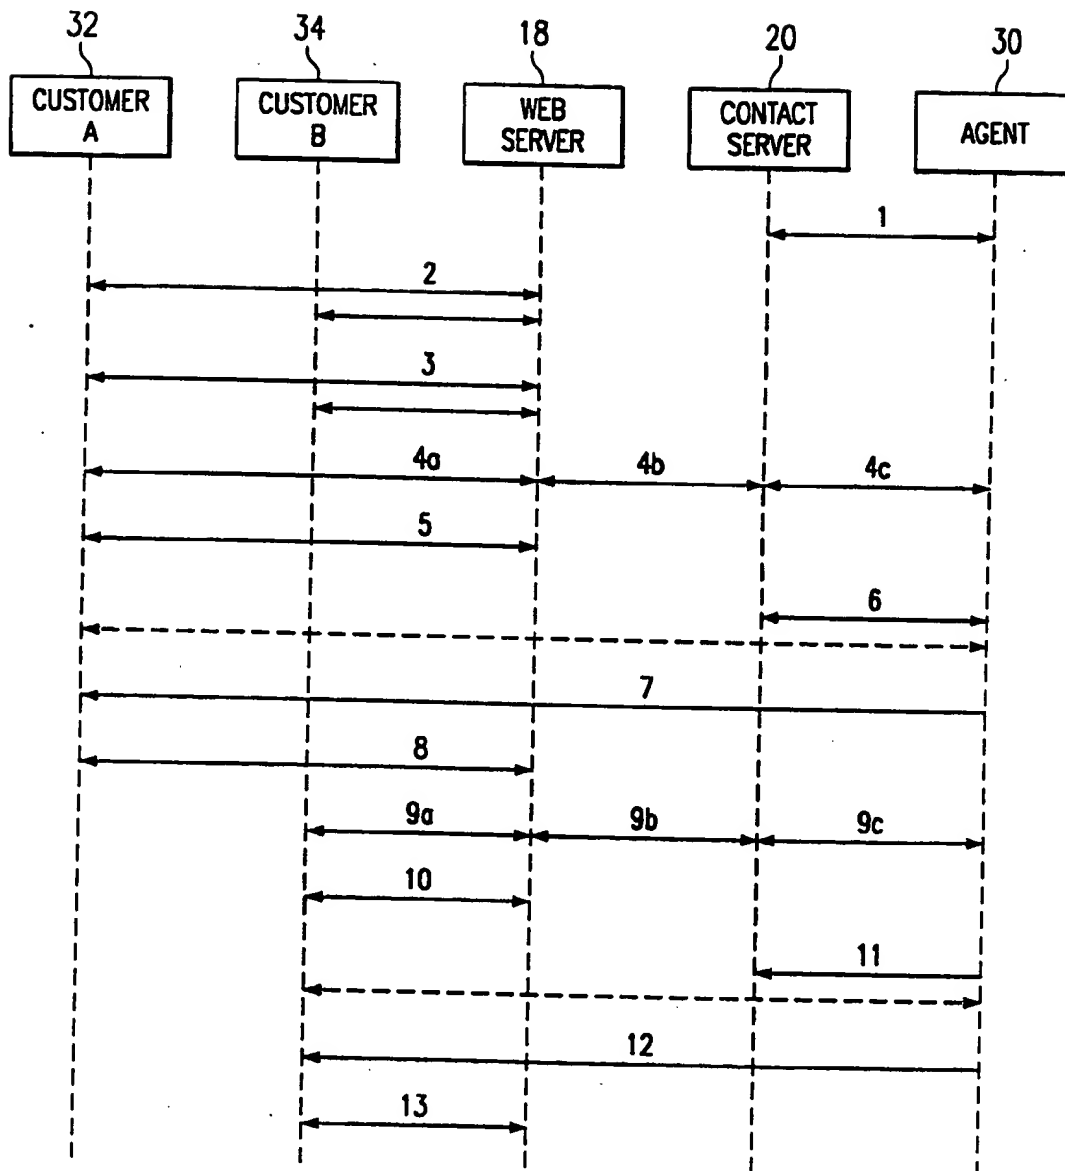 32
34
18
20
30
CUSTOMER
A
CUSTOMER
B
WEB
SERVER
CONTACT
SERVER
AGENT
1
2
3
4a
4b
4c
5
6
7
8
9a
9b
9c
10
11
12
13